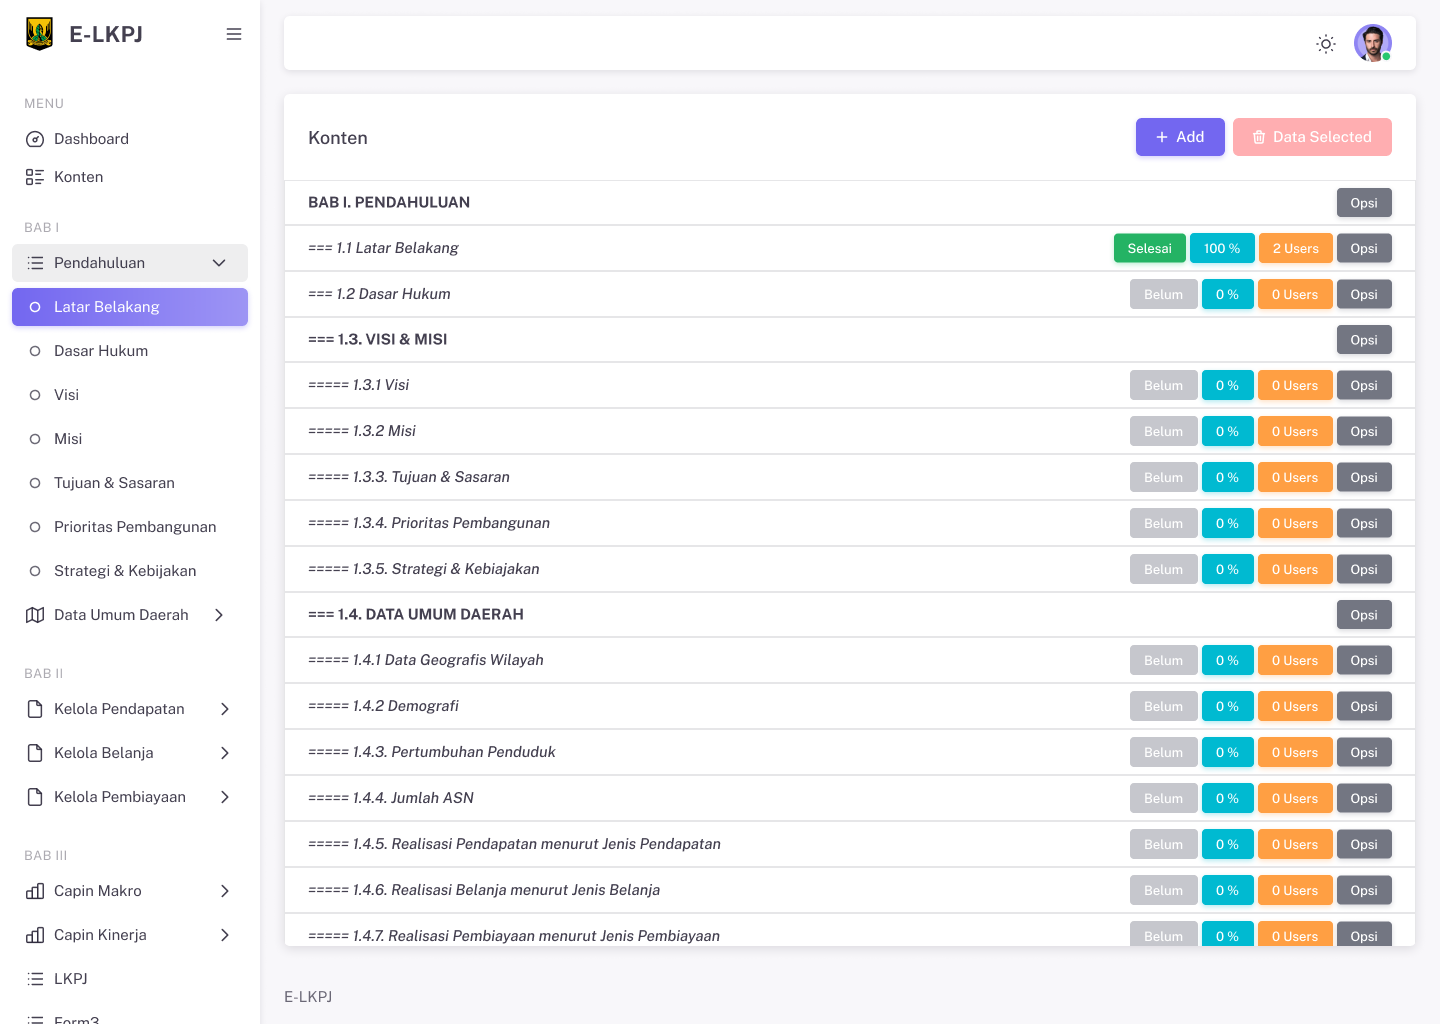 E-LKPJ
MENU
Dashboard
Konten
BAB I
Pendahuluan
Latar Belakang
Dasar Hukum
Visi
Misi
Tujuan & Sasaran
Prioritas Pembangunan
Strategi & Kebijakan
Data Umum Daerah
BAB II
Kelola Pendapatan
Kelola Belanja
Kelola Pembiayaan
BAB III
Capin Makro
Capin Kinerja
LKPJ
Form3
Konten + Add Data Selected
BAB I. PENDAHULUAN Opsi
=== 1.1 Latar Belakang Selesai 100 % 2 Users Opsi
=== 1.2 Dasar Hukum Belum 0 % 0 Users Opsi
=== 1.3. VISI & MISI Opsi
===== 1.3.1 Visi Belum 0 % 0 Users Opsi
===== 1.3.2 Misi Belum 0 % 0 Users Opsi
===== 1.3.3. Tujuan & Sasaran Belum 0 % 0 Users Opsi
===== 1.3.4. Prioritas Pembangunan Belum 0 % 0 Users Opsi
===== 1.3.5. Strategi & Kebiajakan Belum 0 % 0 Users Opsi
=== 1.4. DATA UMUM DAERAH Opsi
===== 1.4.1 Data Geografis Wilayah Belum 0 % 0 Users Opsi
===== 1.4.2 Demografi Belum 0 % 0 Users Opsi
===== 1.4.3. Pertumbuhan Penduduk Belum 0 % 0 Users Opsi
===== 1.4.4. Jumlah ASN Belum 0 % 0 Users Opsi
===== 1.4.5. Realisasi Pendapatan menurut Jenis Pendapatan Belum 0 % 0 Users Opsi
===== 1.4.6. Realisasi Belanja menurut Jenis Belanja Belum 0 % 0 Users Opsi
===== 1.4.7. Realisasi Pembiayaan menurut Jenis Pembiayaan Belum 0 % 0 Users Opsi
E-LKPJ